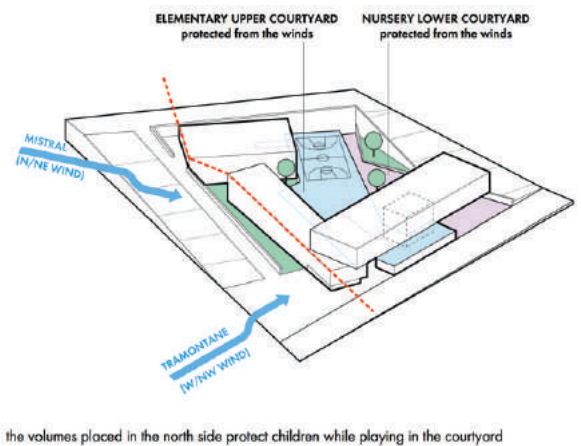 ELEMENTARY UPPER COURTYARD
protected from the winds
NURSERY LOWER COURTYARD
protected from the winds
MISTRAL
(N/NE WIND)
TRAMONTANE
(W/NW WIND)
the volumes placed in the north side protect children while playing in the courtyard